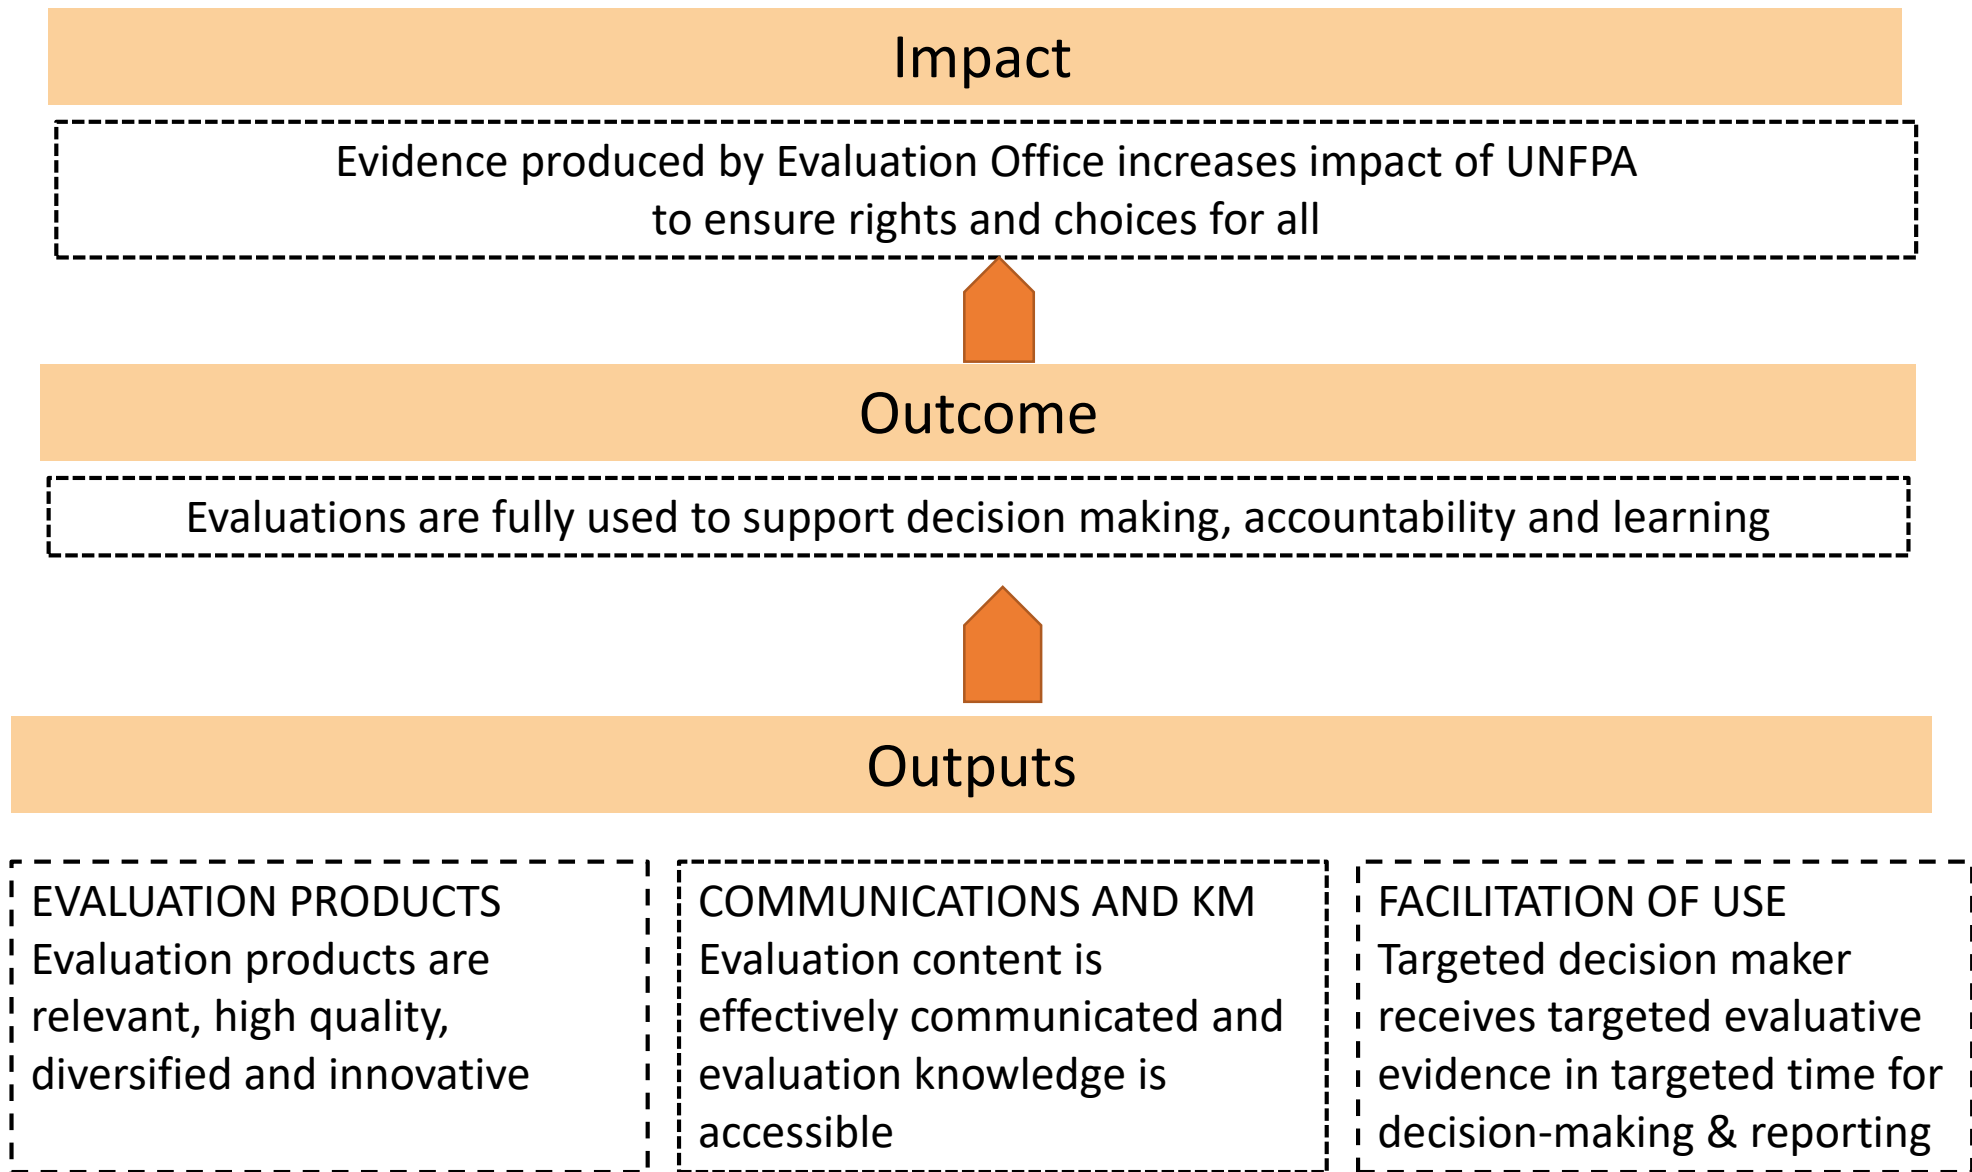 Impact
Evidence produced by Evaluation Office increases impact of UNFPA
to ensure rights and choices for all
Outcome
Evaluations are fully used to support decision making, accountability and learning
Outputs
EVALUATION PRODUCTS
Evaluation products are
relevant, high quality,
diversified and innovative
COMMUNICATIONS AND KM
Evaluation content is
effectively communicated and
evaluation knowledge is
accessible
FACILITATION OF USE
Targeted decision maker
receives targeted evaluative
evidence in targeted time for
decision-making & reporting